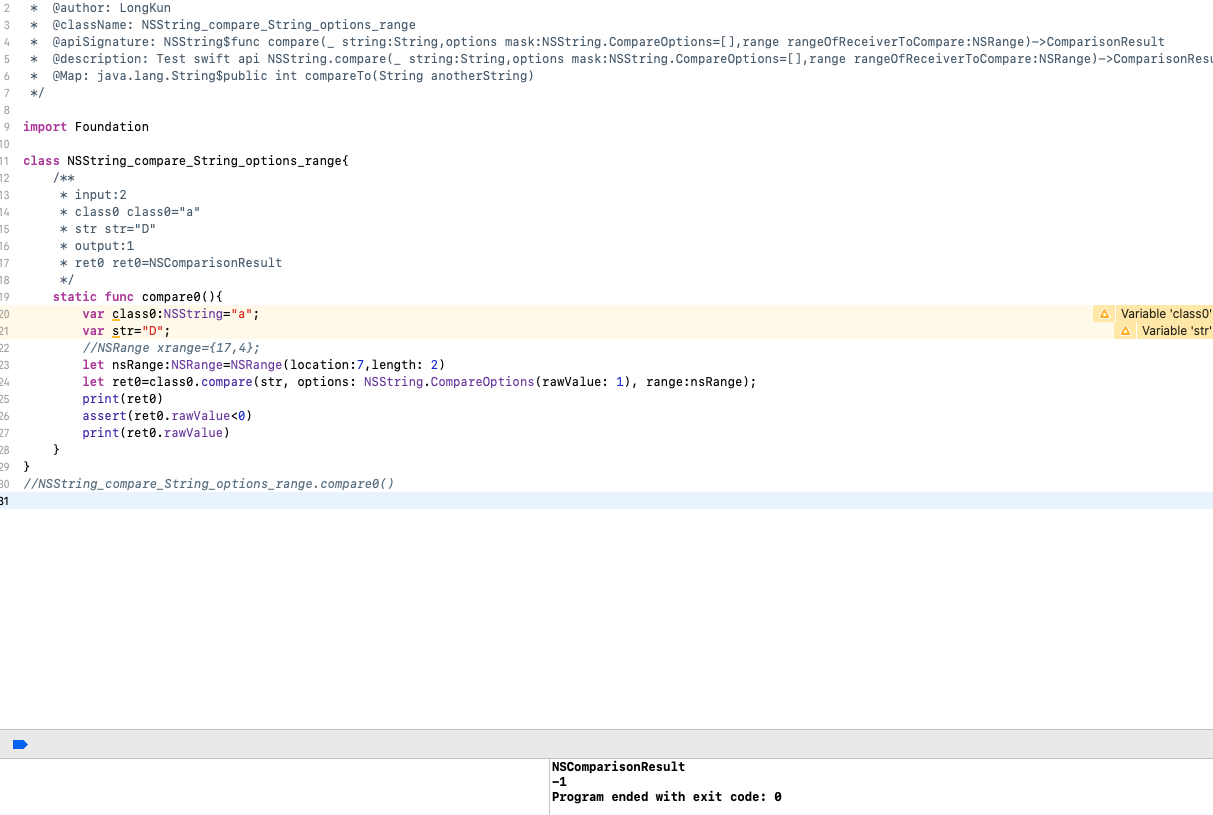 2  *  @author: LongKun
3  *  @className: NSString_compare_String_options_range
4  *  @apiSignature: NSString$func compare(_ string:String,options mask:NSString.CompareOptions=[],range rangeOfReceiverToCompare:NSRange)->ComparisonResult
5  *  @description: Test swift api NSString.compare(_ string:String,options mask:NSString.CompareOptions=[],range rangeOfReceiverToCompare:NSRange)->ComparisonResu
6  *  @Map: java.lang.String$public int compareTo(String anotherString)
7  */
8
9 import Foundation
10
11 class NSString_compare_String_options_range{
12     /**
13      * input:2
14      * class0 class0="a"
15      * str str="D"
16      * output:1
17      * ret0 ret0=NSComparisonResult
18      */
19     static func compare0(){
20         var class0:NSString="a"; Variable 'class0'
21         var str="D"; Variable 'str'
22         //NSRange xrange={17,4};
23         let nsRange:NSRange=NSRange(location:7,length: 2)
24         let ret0=class0.compare(str, options: NSString.CompareOptions(rawValue: 1), range:nsRange);
25         print(ret0)
26         assert(ret0.rawValue<0)
27         print(ret0.rawValue)
28     }
29 }
30 //NSString_compare_String_options_range.compare0()
31
NSComparisonResult
-1
Program ended with exit code: 0